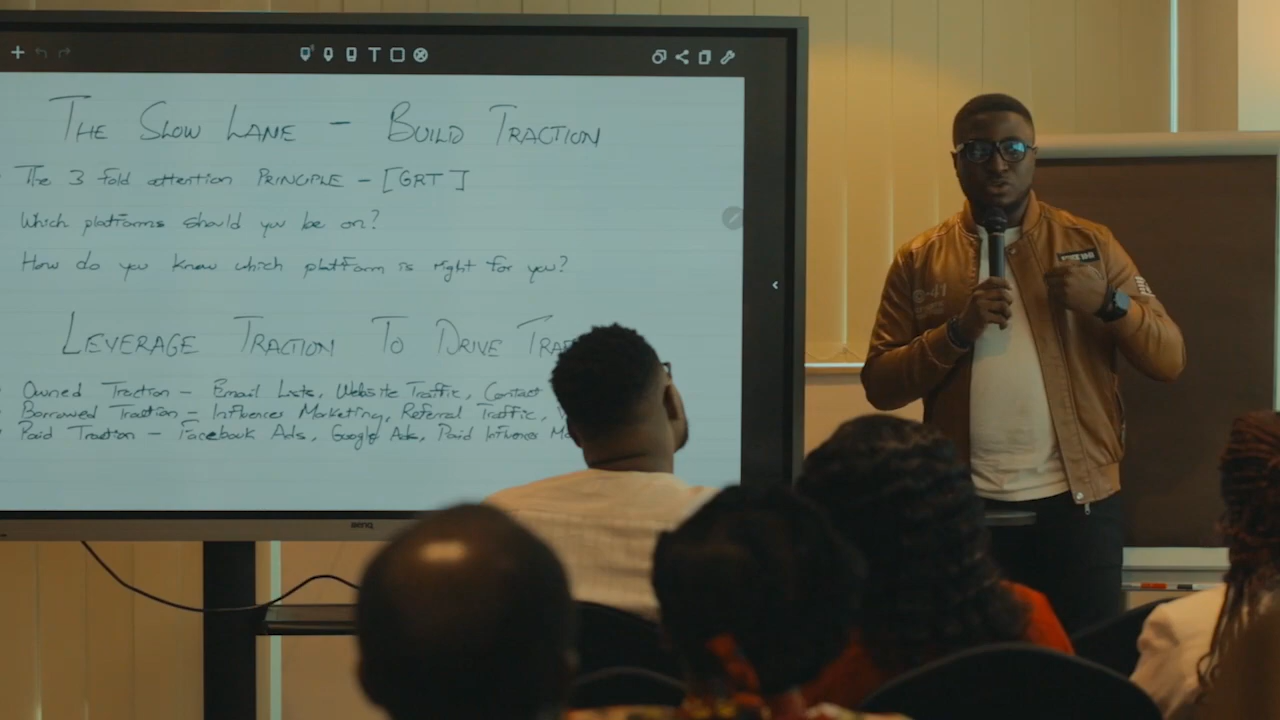 THE SLOW LANE - BUILD TRACTION
The 3 fold attention PRINCIPLE - [GRT]
Which platforms should you be on?
How do you know which platform is right for you?
LEVERAGE TRACTION TO DRIVE
Owned Traction - Email Lists, Website Traffic, Contact
Borrowed Traction - Influencer Marketing, Referral Traffic,
Paid Traction - Facebook Ads, Google Ads, Paid Influencer
BenQ